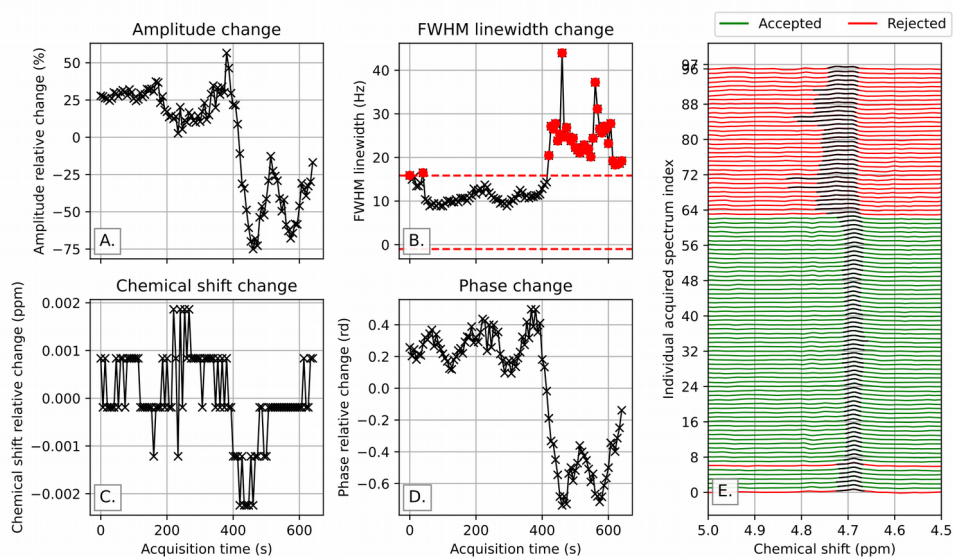 Accepted
Rejected
Amplitude change
Amplitude relative change (%)
50
25
0
−25
−50
−75
A.
FWHM linewidth change
FWHM linewidth (Hz)
40
30
20
10
0
B.
Chemical shift change
Chemical shift relative change (ppm)
0.002
0.001
0.000
−0.001
−0.002
C.
0
200
400
600
Acquisition time (s)
Phase change
Phase relative change (rd)
0.4
0.2
0.0
−0.2
−0.4
−0.6
D.
0
200
400
600
Acquisition time (s)
Individual acquired spectrum index
97
96
88
80
72
64
56
48
40
32
24
16
8
0
E.
5.0
4.9
4.8
4.7
4.6
4.5
Chemical shift (ppm)